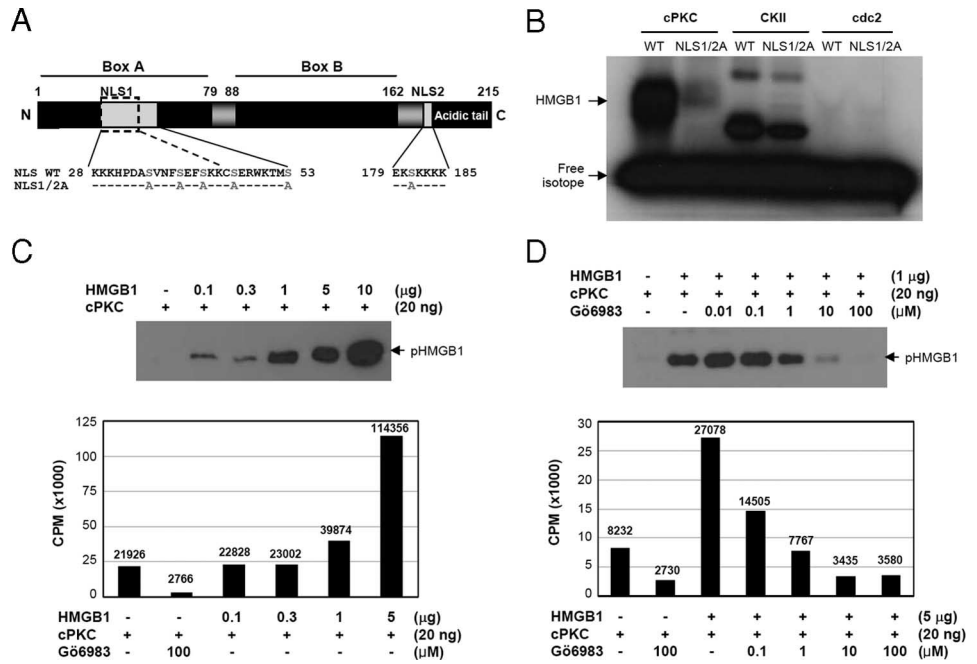 A
Box A
Box B
1
NLS1
79
88
162
NLS2
215
N
Acidic tail
C
NLS WT 28 KKKHPDASVNFSEFSKKCSERWKTMS 53
179 EKSKKKK 185
NLS1/2A -------A---A--A---A------A
--A----
B
cPKC CKII cdc2
WT NLS1/2A WT NLS1/2A WT NLS1/2A
HMGB1
Free
isotope
C
HMGB1 - 0.1 0.3 1 5 10 (µg)
cPKC + + + + + + (20 ng)
pHMGB1
CPM (x1000)
125
100
75
50
25
0
21926
2766
22828
23002
39874
114356
HMGB1 - - 0.1 0.3 1 5 (µg)
cPKC + + + + + + (20 ng)
Gö6983 - 100 - - - - (µM)
D
HMGB1 - + + + + + + (1 µg)
cPKC + + + + + + + (20 ng)
Gö6983 - - 0.01 0.1 1 10 100 (µM)
pHMGB1
CPM (x1000)
30
25
20
15
10
5
0
8232
2730
27078
14505
7767
3435
3580
HMGB1 - - + + + + + (5 µg)
cPKC + + + + + + + (20 ng)
Gö6983 - 100 - 0.1 1 10 100 (µM)